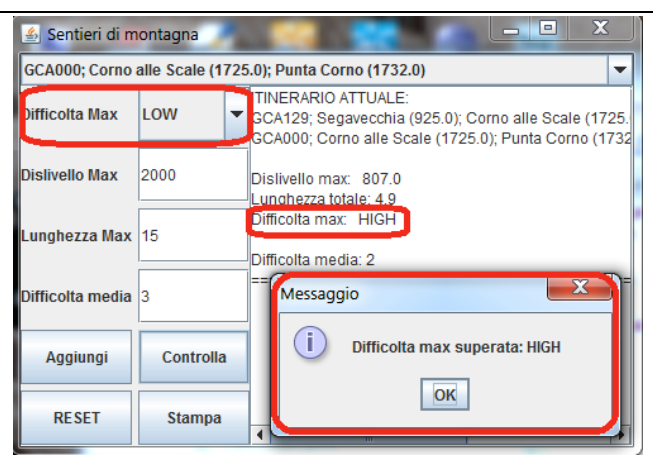 Sentieri di montagna
GCA000; Corno alle Scale (1725.0); Punta Corno (1732.0)
Difficolta Max
LOW
Dislivello Max
2000
Lunghezza Max
15
Difficolta media
3
Aggiungi
Controlla
RESET
Stampa
ITINERARIO ATTUALE:
GCA129; Segavecchia (925.0); Corno alle Scale (1725.
GCA000; Corno alle Scale (1725.0); Punta Corno (1732
Dislivello max: 807.0
Lunghezza totale: 4.9
Difficolta max: HIGH
Difficolta media: 2
==
Messaggio
Difficolta max superata: HIGH
OK